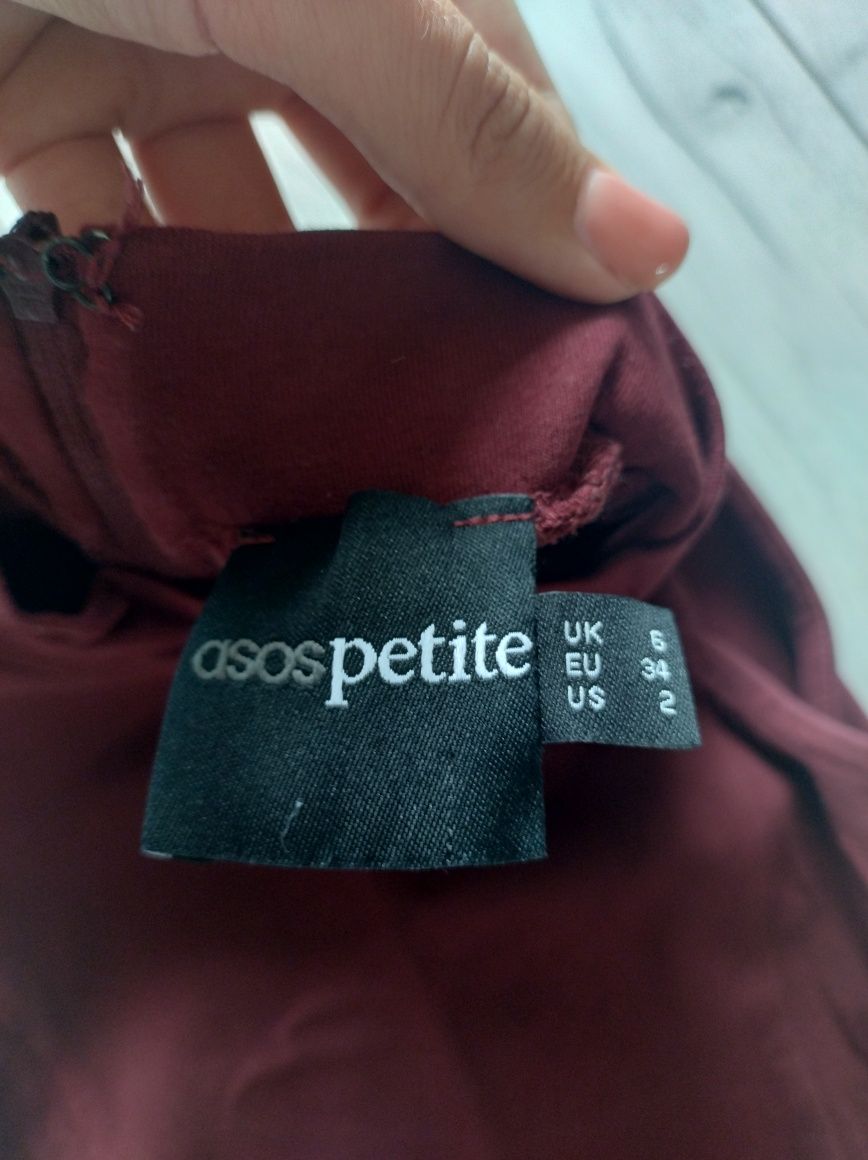 asospetite
UK 6
EU 34
US 2